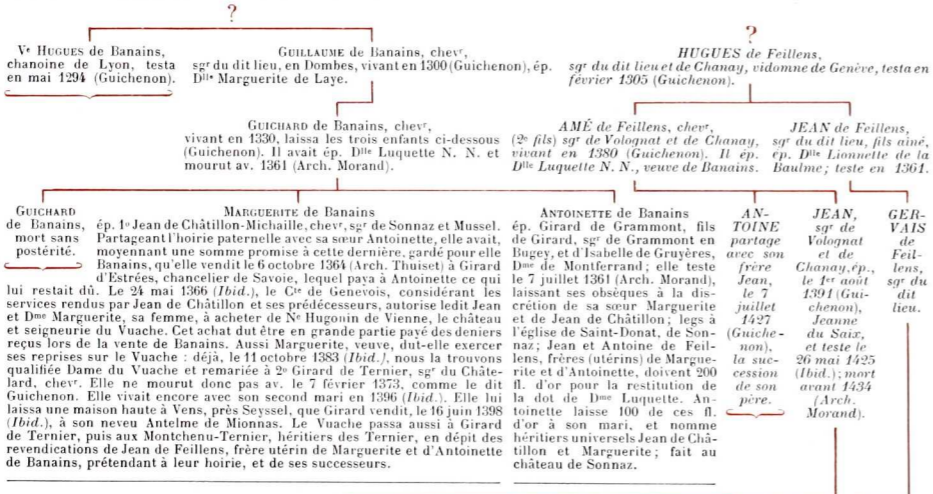 ?
Vᵉ HUGUES de Banains,
chanoine de Lyon, testa
en mai 1294 (Guichenon).
GUILLAUME de Banains, chevʳ,
sgʳ du dit lieu, en Dombes, vivant en 1300 (Guichenon), ép.
Dˡˡᵉ Marguerite de Laye.
?
HUGUES de Feillens,
sgʳ du dit lieu et de Chanay, vidomne de Genève, testa en
février 1305 (Guichenon).
GUICHARD de Banains, chevʳ,
vivant en 1330, laissa les trois enfants ci-dessous
(Guichenon). Il avait ép. Dˡˡᵉ Luquette N. N. et
mourut av. 1361 (Arch. Morand).
AMÉ de Feillens, chevʳ,
(2ᵉ fils) sgʳ de Volognat et de Chanay,
vivant en 1380 (Guichenon). Il ép.
Dˡˡᵉ Luquette N. N., veuve de Banains.
JEAN de Feillens,
sgʳ du dit lieu, fils aîné,
ép. Dˡˡᵉ Lionnette de la
Baulme; teste en 1361.
GUICHARD
de Banains,
mort sans
postérité.
MARGUERITE de Banains
ép. 1º Jean de Châtillon-Michaille, chevʳ, sgʳ de Sonnaz et Mussel.
Partageant l'hoirie paternelle avec sa sœur Antoinette, elle avait,
moyennant une somme promise à cette dernière, gardé pour elle
Banains, qu'elle vendit le 6 octobre 1364 (Arch. Thuiset) à Girard
d'Estrées, chancelier de Savoie, lequel paya à Antoinette ce qui
lui restait dû. Le 24 mai 1366 (Ibid.), le Cᵗᵉ de Genevois, considérant les
services rendus par Jean de Châtillon et ses prédécesseurs, autorise ledit Jean
et Dᵐᵉ Marguerite, sa femme, à acheter de Nᵉ Hugonin de Vienne, le château
et seigneurie du Vuache. Cet achat dut être en grande partie payé des deniers
reçus lors de la vente de Banains. Aussi Marguerite, veuve, dut-elle exercer
ses reprises sur le Vuache : déjà, le 11 octobre 1383 (Ibid.), nous la trouvons
qualifiée Dame du Vuache et remariée à 2º Girard de Ternier, sgʳ du Châte-
lard, chevʳ. Elle ne mourut donc pas av. le 7 février 1373, comme le dit
Guichenon. Elle vivait encore avec son second mari en 1396 (Ibid.). Elle lui
laissa une maison haute à Vens, près Seyssel, que Girard vendit, le 16 juin 1398
(Ibid.), à son neveu Antelme de Mionnas. Le Vuache passa aussi à Girard
de Ternier, puis aux Montchenu-Ternier, héritiers des Ternier, en dépit des
revendications de Jean de Feillens, frère utérin de Marguerite et d'Antoinette
de Banains, prétendant à leur hoirie, et de ses successeurs.
ANTOINETTE de Banains
ép. Girard de Grammont, fils
de Girard, sgʳ de Grammont en
Bugey, et d'Isabelle de Gruyères,
Dᵐᵉ de Montferrand; elle teste
le 7 juillet 1361 (Arch. Morand),
laissant ses obsèques à la dis-
crétion de sa sœur Marguerite
et de Jean de Châtillon; legs à
l'église de Saint-Donat, de Son-
naz; Jean et Antoine de Feil-
lens, frères (utérins) de Margue-
rite et d'Antoinette, doivent 200
fl. d'or pour la restitution de
la dot de Dᵐᵉ Luquette. An-
toinette laisse 100 de ces fl.
d'or à son mari, et nomme
héritiers universels Jean de Châ-
tillon et Marguerite; fait au
château de Sonnaz.
AN-
TOINE
partage
avec son
frère
Jean,
le 7
juillet
1427
(Guiche-
non),
la suc-
cession
de son
père.
JEAN,
sgʳ de
Volognat
et de
Chanay, ép.,
le 1ᵉʳ août
1391 (Gui-
chenon),
Jeanne
du Saix,
et teste le
26 mai 1425
(Ibid.); mort
avant 1434
(Arch.
Morand).
GER-
VAIS
de
Feil-
lens,
sgʳ du
dit
lieu.